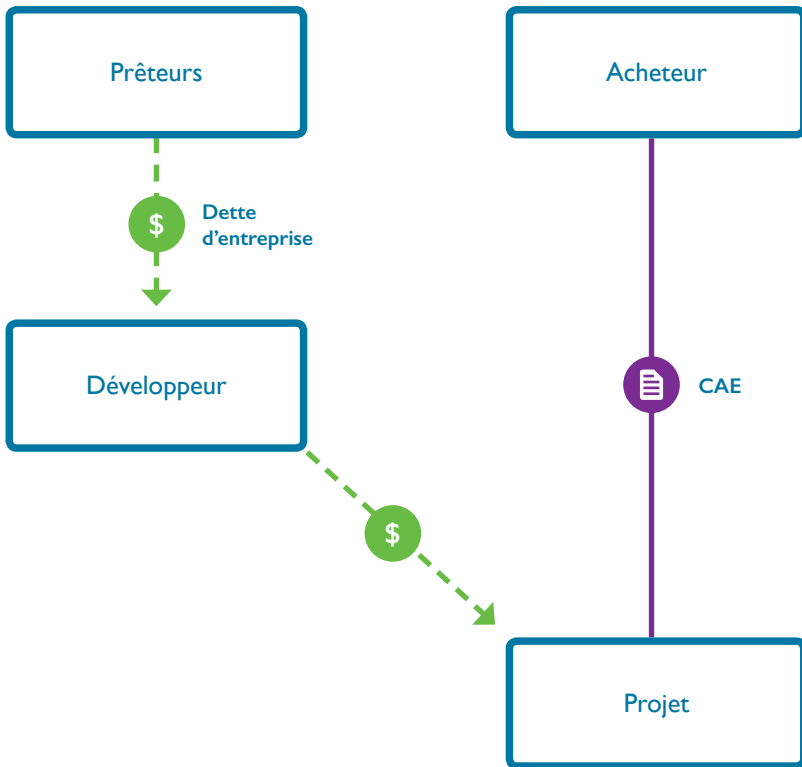 Prêteurs
Acheteur
$
Dette
d’entreprise
Développeur
CAE
$
Projet